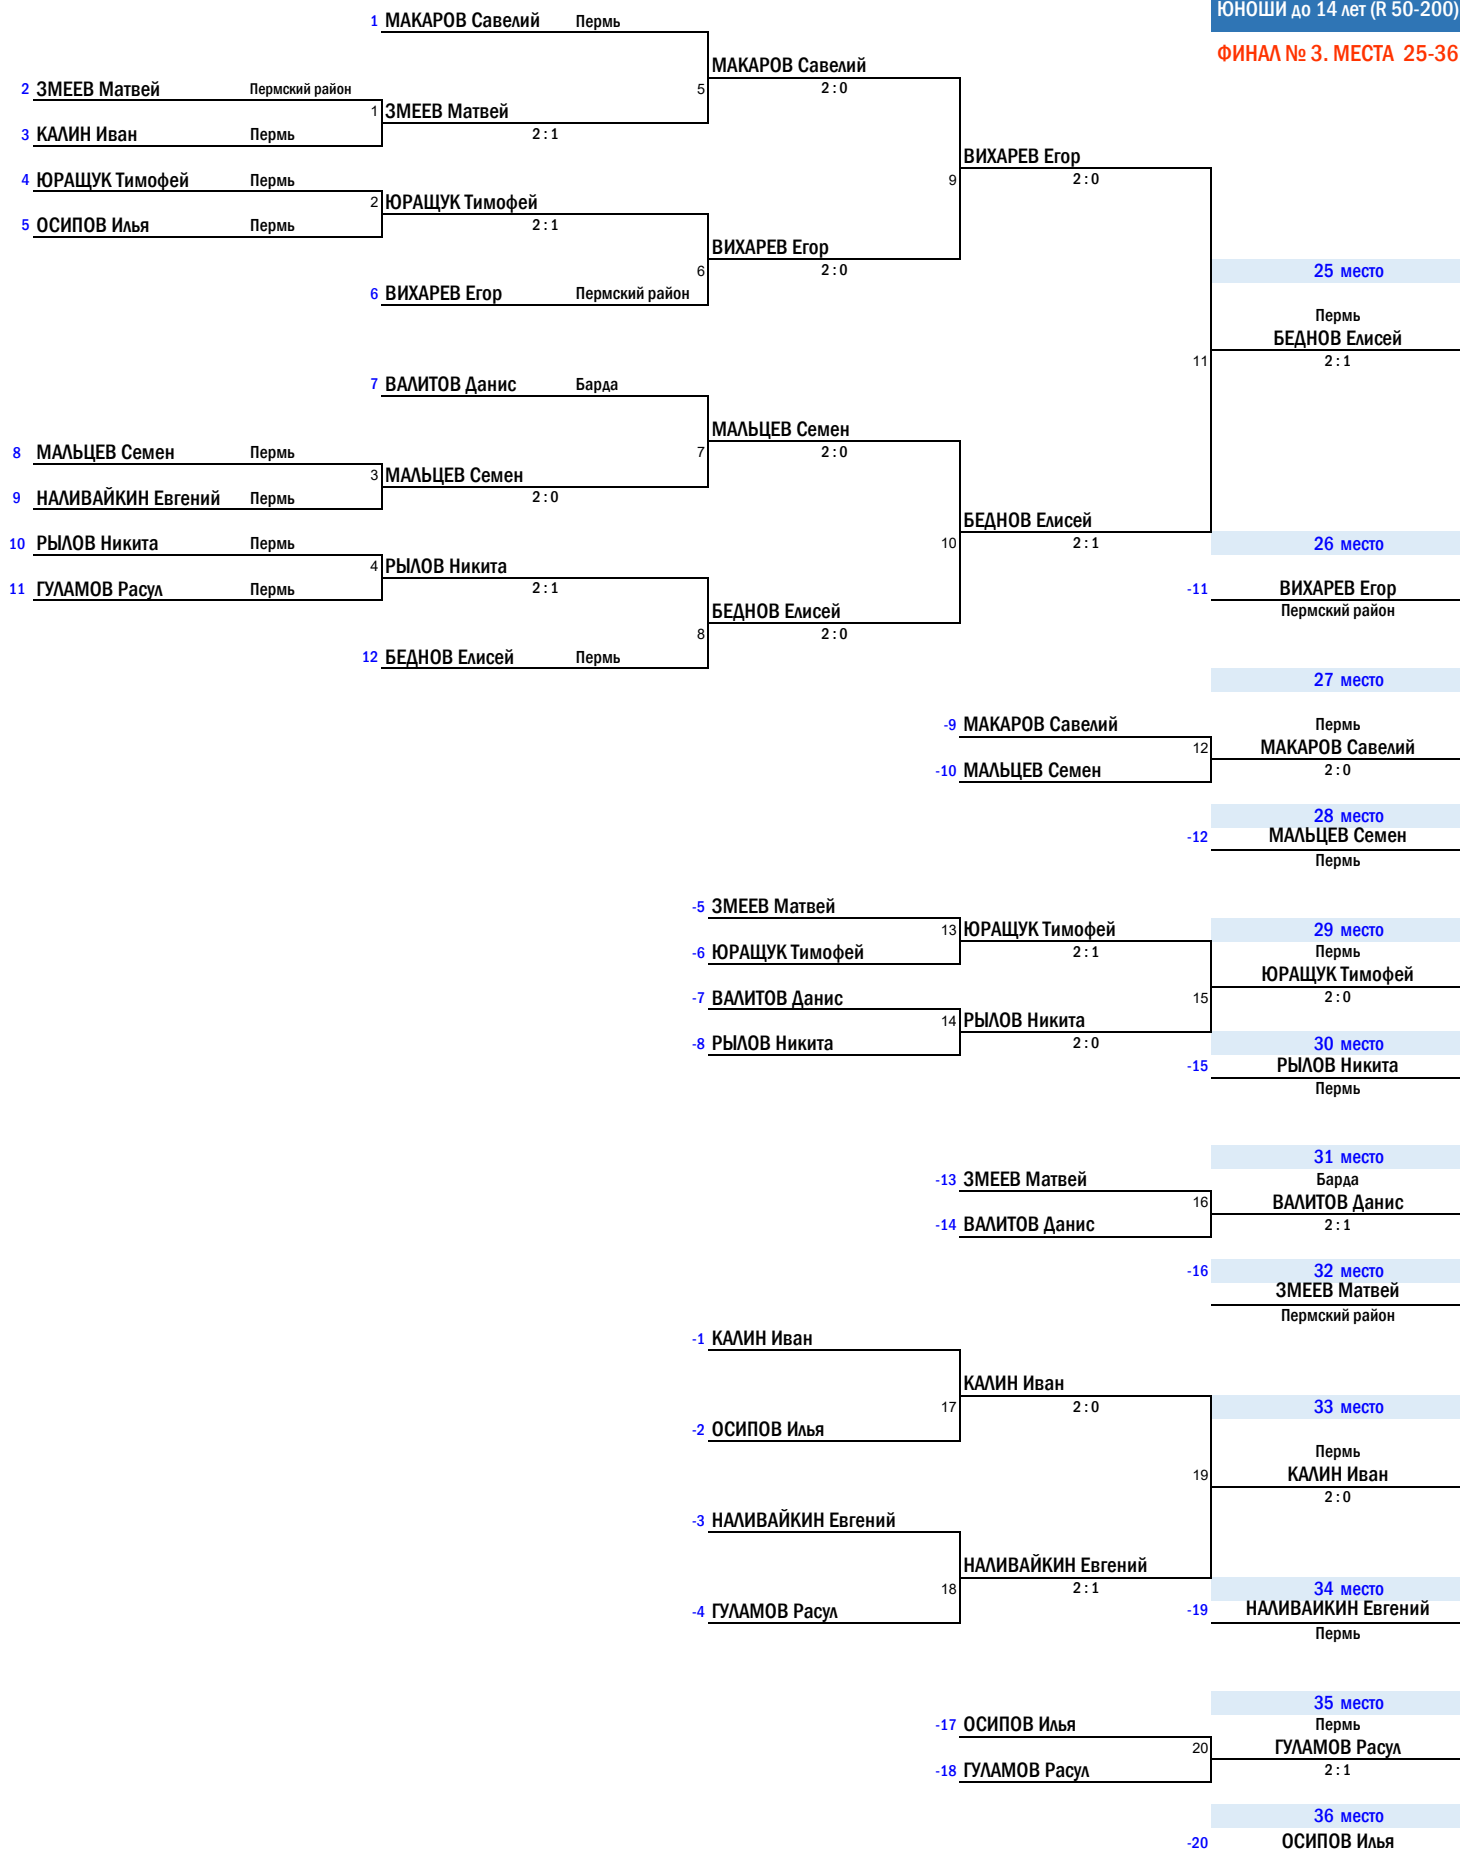 ЮНОШИ до 14 лет (R 50-200)
1 МАКАРОВ Савелий Пермь
ФИНАЛ № 3. МЕСТА 25-36
МАКАРОВ Савелий
2 ЗМЕЕВ Матвей Пермский район 5 2 : 0
1 ЗМЕЕВ Матвей
3 КАЛИН Иван Пермь 2 : 1
ВИХАРЕВ Егор
4 ЮРАЩУК Тимофей Пермь 9 2 : 0
2 ЮРАЩУК Тимофей
5 ОСИПОВ Илья Пермь 2 : 1
ВИХАРЕВ Егор
6 2 : 0 25 место
6 ВИХАРЕВ Егор Пермский район
Пермь
БЕДНОВ Елисей
11 2 : 1
7 ВАЛИТОВ Данис Барда
МАЛЬЦЕВ Семен
8 МАЛЬЦЕВ Семен Пермь 7 2 : 0
3 МАЛЬЦЕВ Семен
9 НАЛИВАЙКИН Евгений Пермь 2 : 0
БЕДНОВ Елисей
10 РЫЛОВ Никита Пермь 10 2 : 1 26 место
4 РЫЛОВ Никита
11 ГУЛАМОВ Расул Пермь 2 : 1 -11 ВИХАРЕВ Егор
БЕДНОВ Елисей Пермский район
8 2 : 0
12 БЕДНОВ Елисей Пермь
27 место
-9 МАКАРОВ Савелий Пермь
12 МАКАРОВ Савелий
-10 МАЛЬЦЕВ Семен 2 : 0
28 место
-12 МАЛЬЦЕВ Семен
Пермь
-5 ЗМЕЕВ Матвей
13 ЮРАЩУК Тимофей 29 место
-6 ЮРАЩУК Тимофей 2 : 1 Пермь
ЮРАЩУК Тимофей
-7 ВАЛИТОВ Данис 15 2 : 0
14 РЫЛОВ Никита
-8 РЫЛОВ Никита 2 : 0 30 место
-15 РЫЛОВ Никита
Пермь
31 место
-13 ЗМЕЕВ Матвей Барда
16 ВАЛИТОВ Данис
-14 ВАЛИТОВ Данис 2 : 1
-16 32 место
ЗМЕЕВ Матвей
Пермский район
-1 КАЛИН Иван
КАЛИН Иван
17 2 : 0 33 место
-2 ОСИПОВ Илья
Пермь
19 КАЛИН Иван
2 : 0
-3 НАЛИВАЙКИН Евгений
НАЛИВАЙКИН Евгений
18 2 : 1 34 место
-4 ГУЛАМОВ Расул -19 НАЛИВАЙКИН Евгений
Пермь
35 место
-17 ОСИПОВ Илья Пермь
20 ГУЛАМОВ Расул
-18 ГУЛАМОВ Расул 2 : 1
36 место
-20 ОСИПОВ Илья